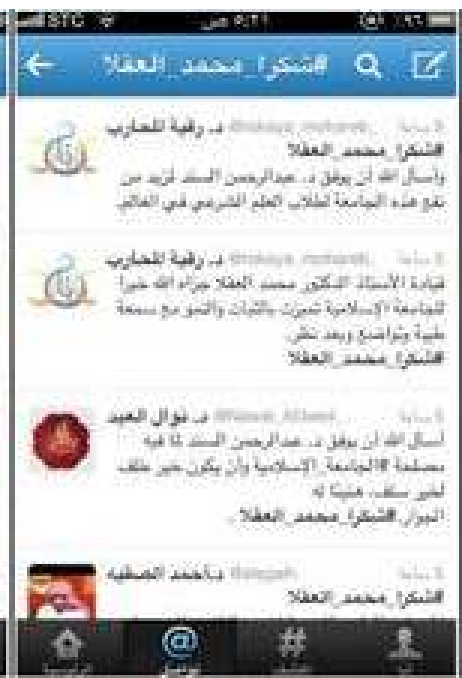 STC
#شكرا_محمد_العقلا
د. رقية المحارب
#شكرا_محمد_العقلا
وأسأل الله أن يوفق د. عبدالرحمن السند لمزيد من
نفع هذه الجامعة لطلاب العلم الشرعي في العالم.
د. رقية المحارب
قيادة الأستاذ الدكتور محمد العقلا جزاه الله خيرا
للجامعة الإسلامية تميزت بالثبات والنمو مع سمعة
طيبة وتواضع وبعد نظر.
#شكرا_محمد_العقلا
د. نوال العيد
أسأل الله أن يوفق د. عبدالرحمن السند لما فيه
مصلحة #الجامعة_الإسلامية وأن يكون خير خلف
لخير سلف، هنيئا له
الجوار. #شكرا_محمد_العقلا .
#شكرا_محمد_العقلا